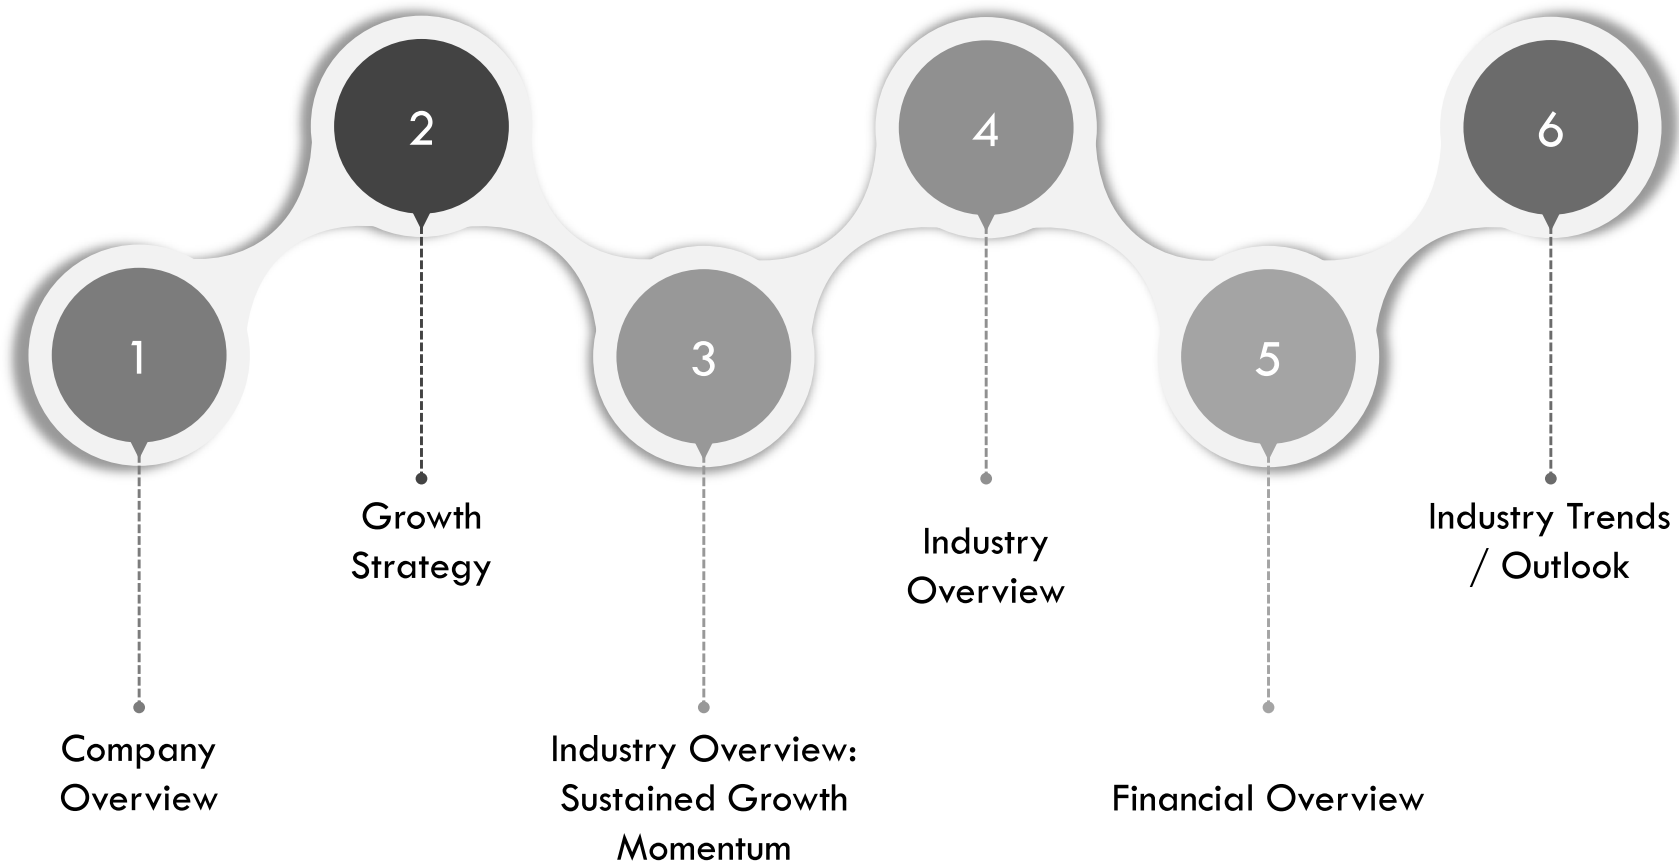 1
Company
Overview
2
Growth
Strategy
3
Industry Overview:
Sustained Growth
Momentum
4
Industry
Overview
5
Financial Overview
6
Industry Trends
/ Outlook